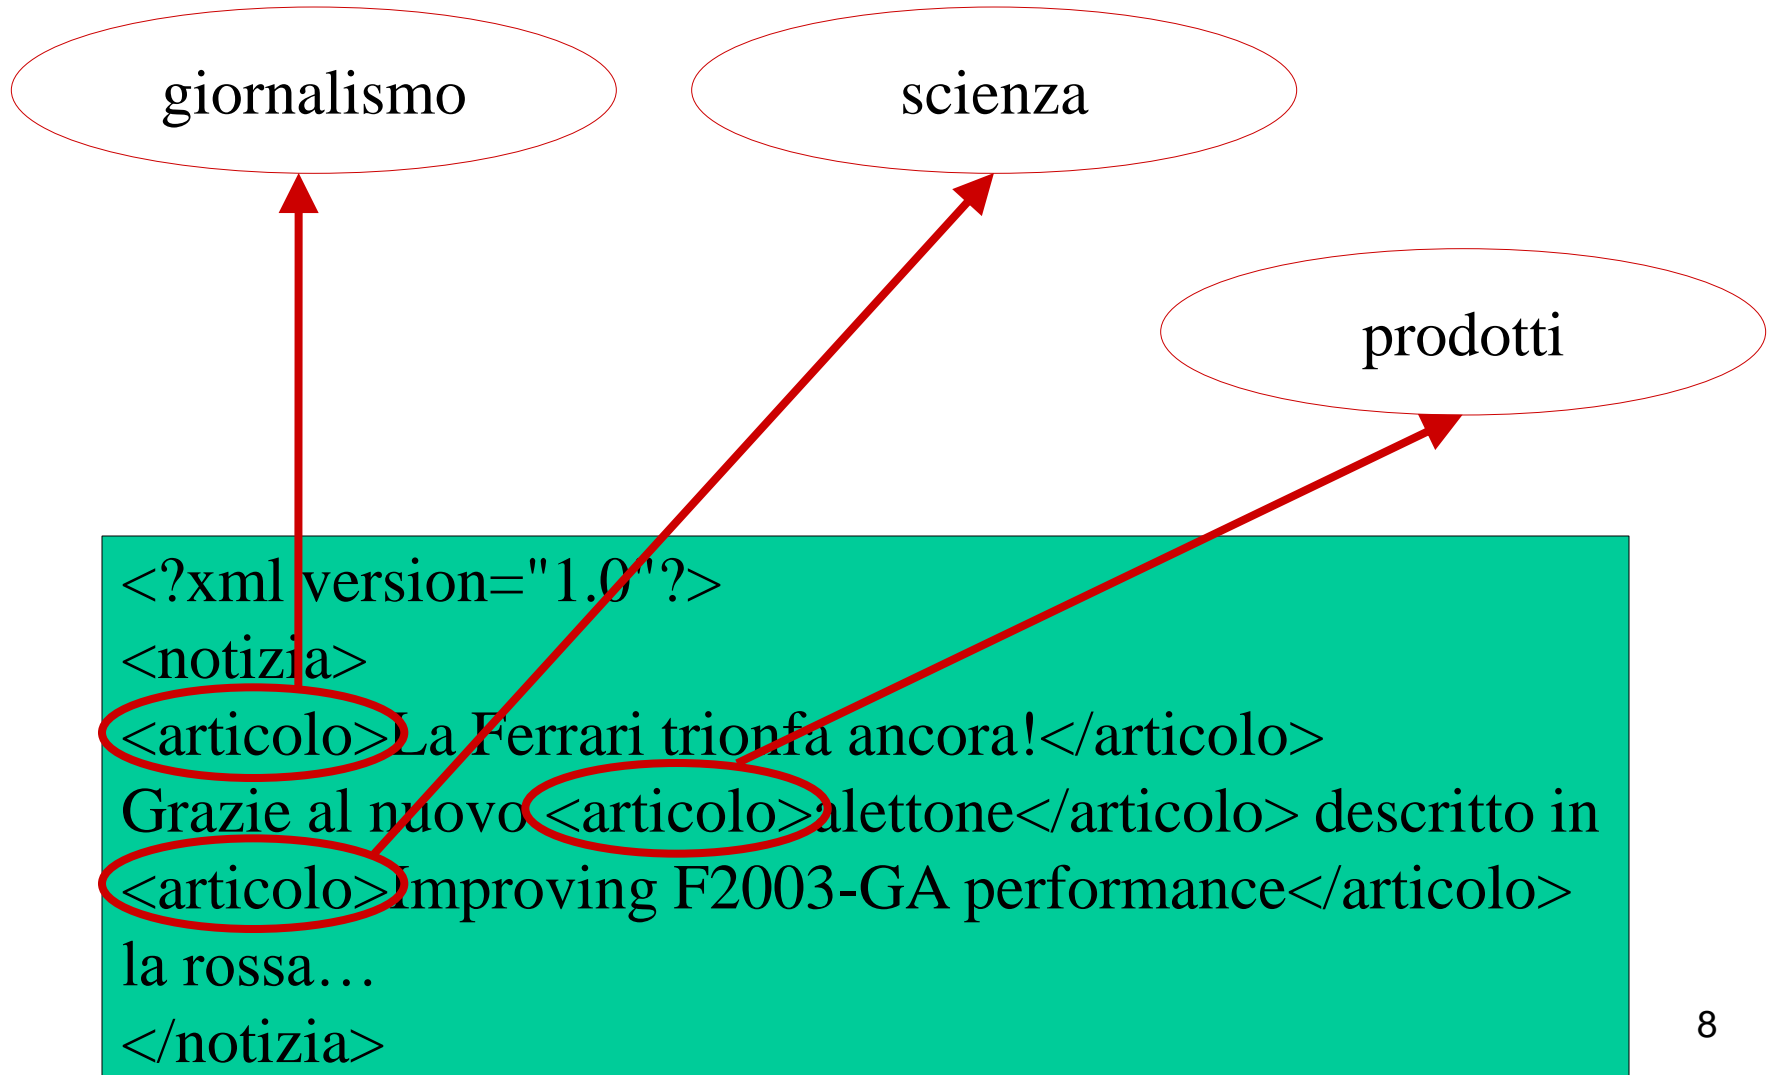 giornalismo
scienza
prodotti
<?xml version="1.0"?>
<notizia>
<articolo>La Ferrari trionfa ancora!</articolo>
Grazie al nuovo <articolo>alettone</articolo> descritto in
<articolo>Improving F2003-GA performance</articolo>
la rossa…
</notizia>
8